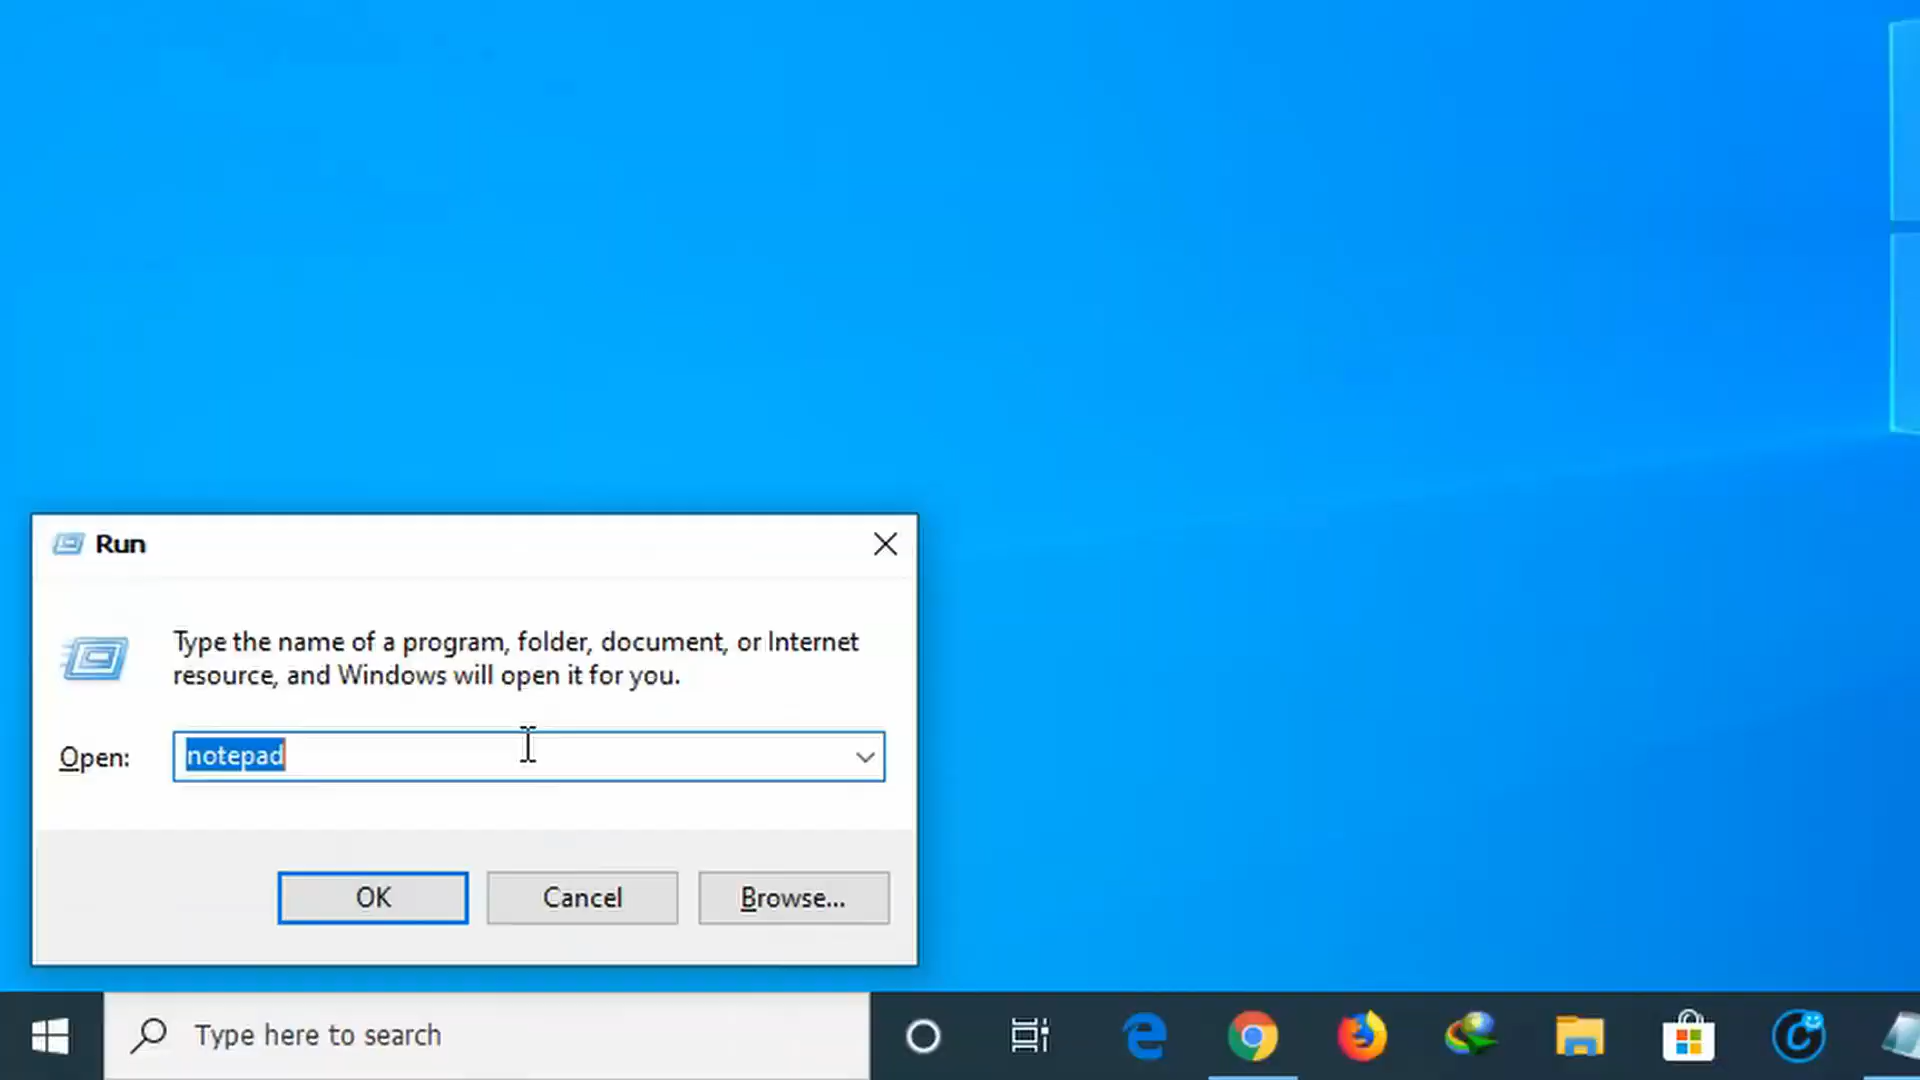 Run
Type the name of a program, folder, document, or Internet
resource, and Windows will open it for you.
Open:
notepad
OK
Cancel
Browse...
Type here to search